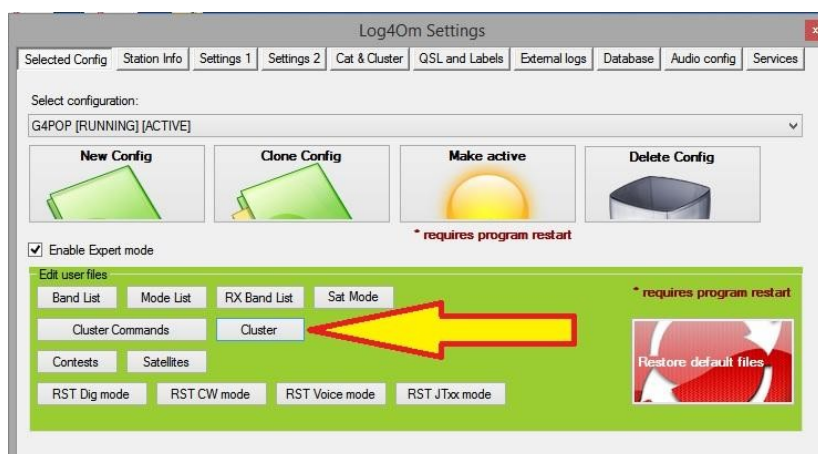 Log4Om Settings
x
Selected Config Station Info Settings 1 Settings 2 Cat & Cluster QSL and Labels External logs Database Audio config Services
Select configuration:
G4POP [RUNNING] [ACTIVE]
New Config Clone Config Make active Delete Config
* requires program restart
Enable Expert mode
Edit user files
Band List Mode List RX Band List Sat Mode * requires program restart
Cluster Commands Cluster
Contests Satellites Restore default files
RST Dig mode RST CW mode RST Voice mode RST JTxx mode